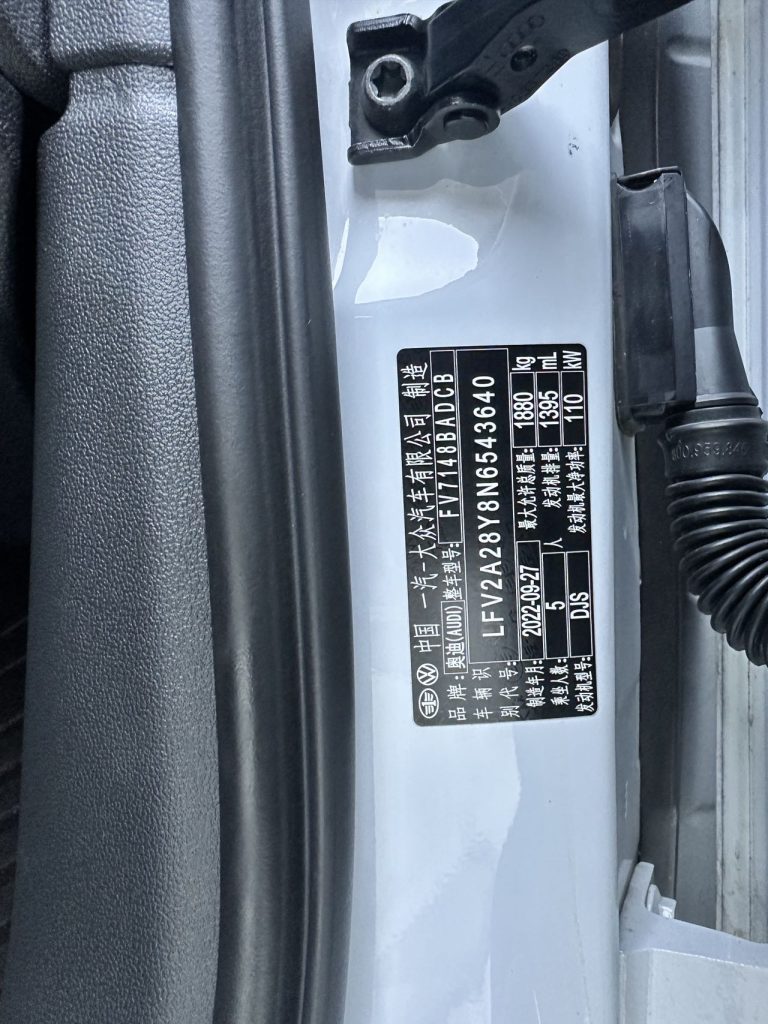 中国 一汽-大众汽车有限公司 制造
品牌: 奥迪(AUDI) 整车型号: FV7148BADCB
车辆识别代号: LFV2A28Y8N6543640
制造年月: 2022-09-27 最大允许总质量: 1880 kg
乘坐人数: 5 人 发动机排量: 1395 mL
发动机型号: DJS 发动机最大净功率: 110 kW